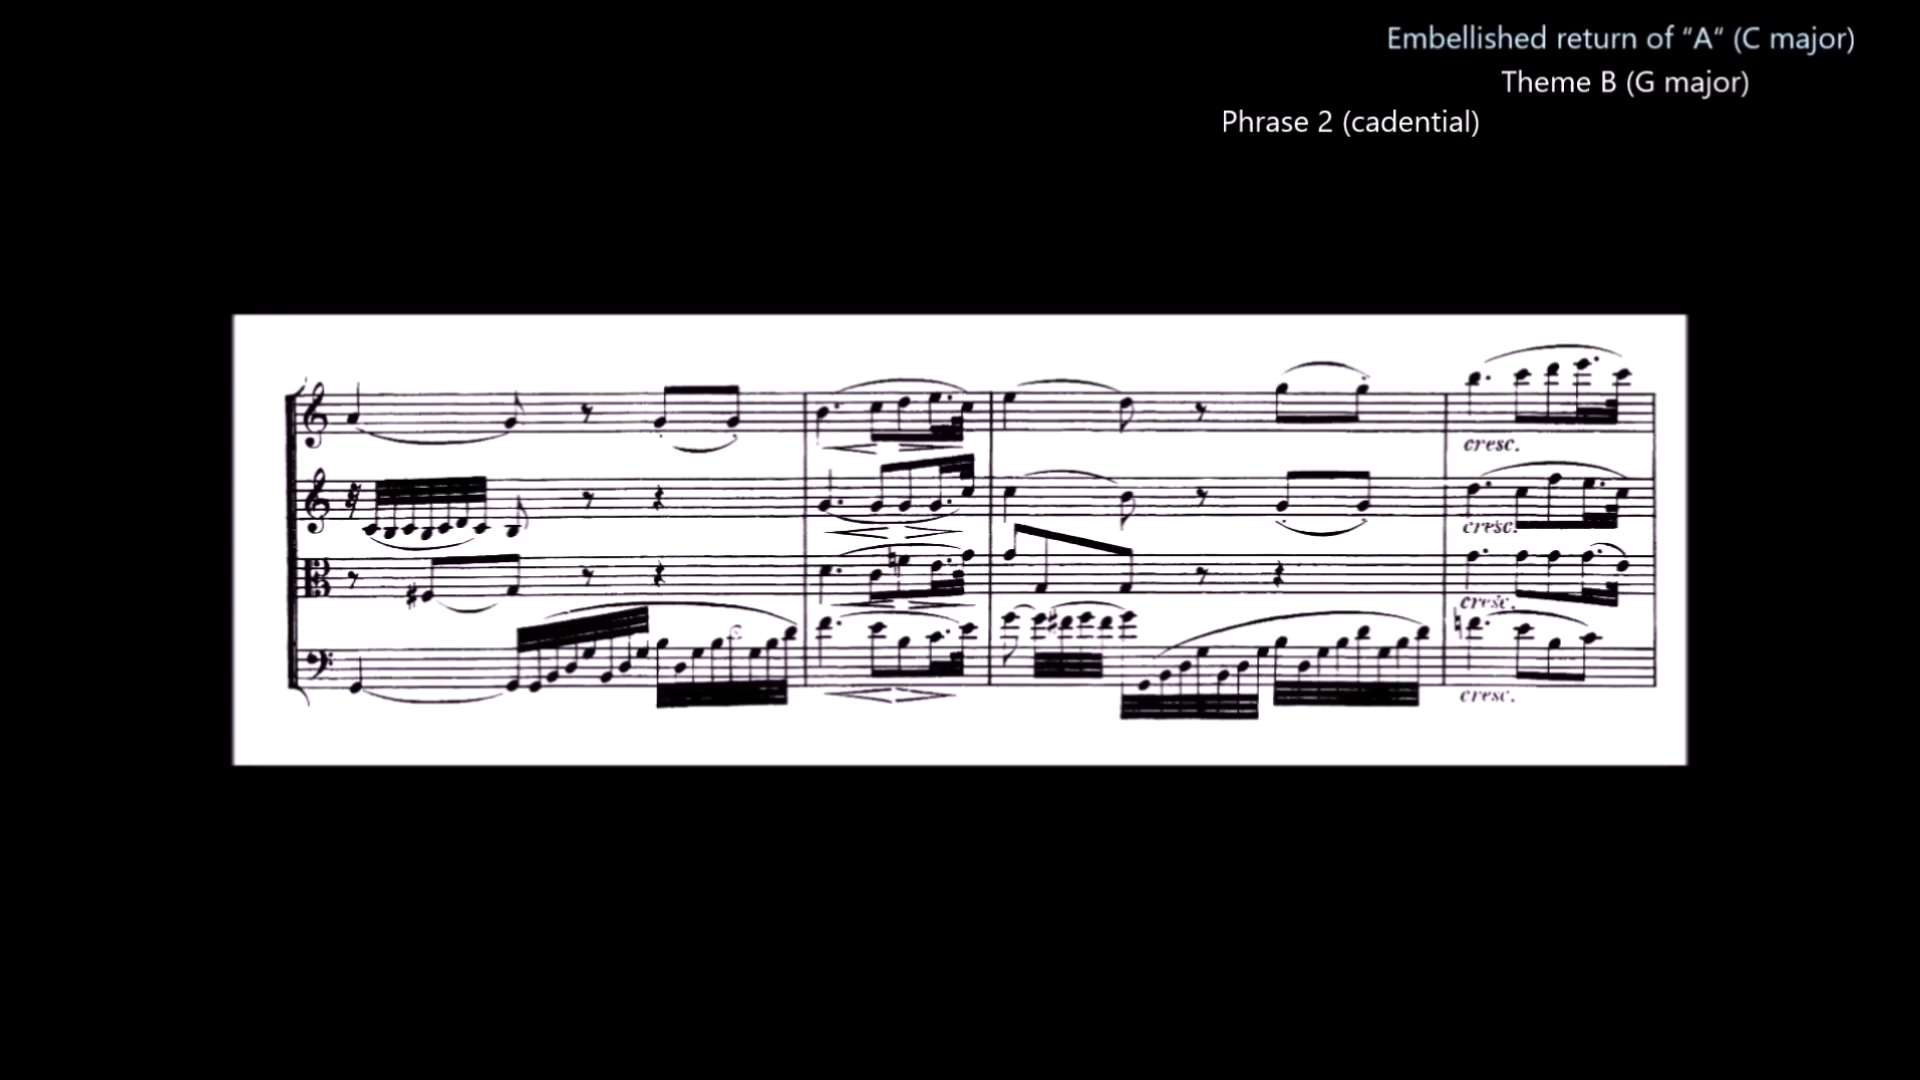 Embellished return of “A“ (C major)
Theme B (G major)
Phrase 2 (cadential)
cresc.
cresc.
cresc.
cresc.